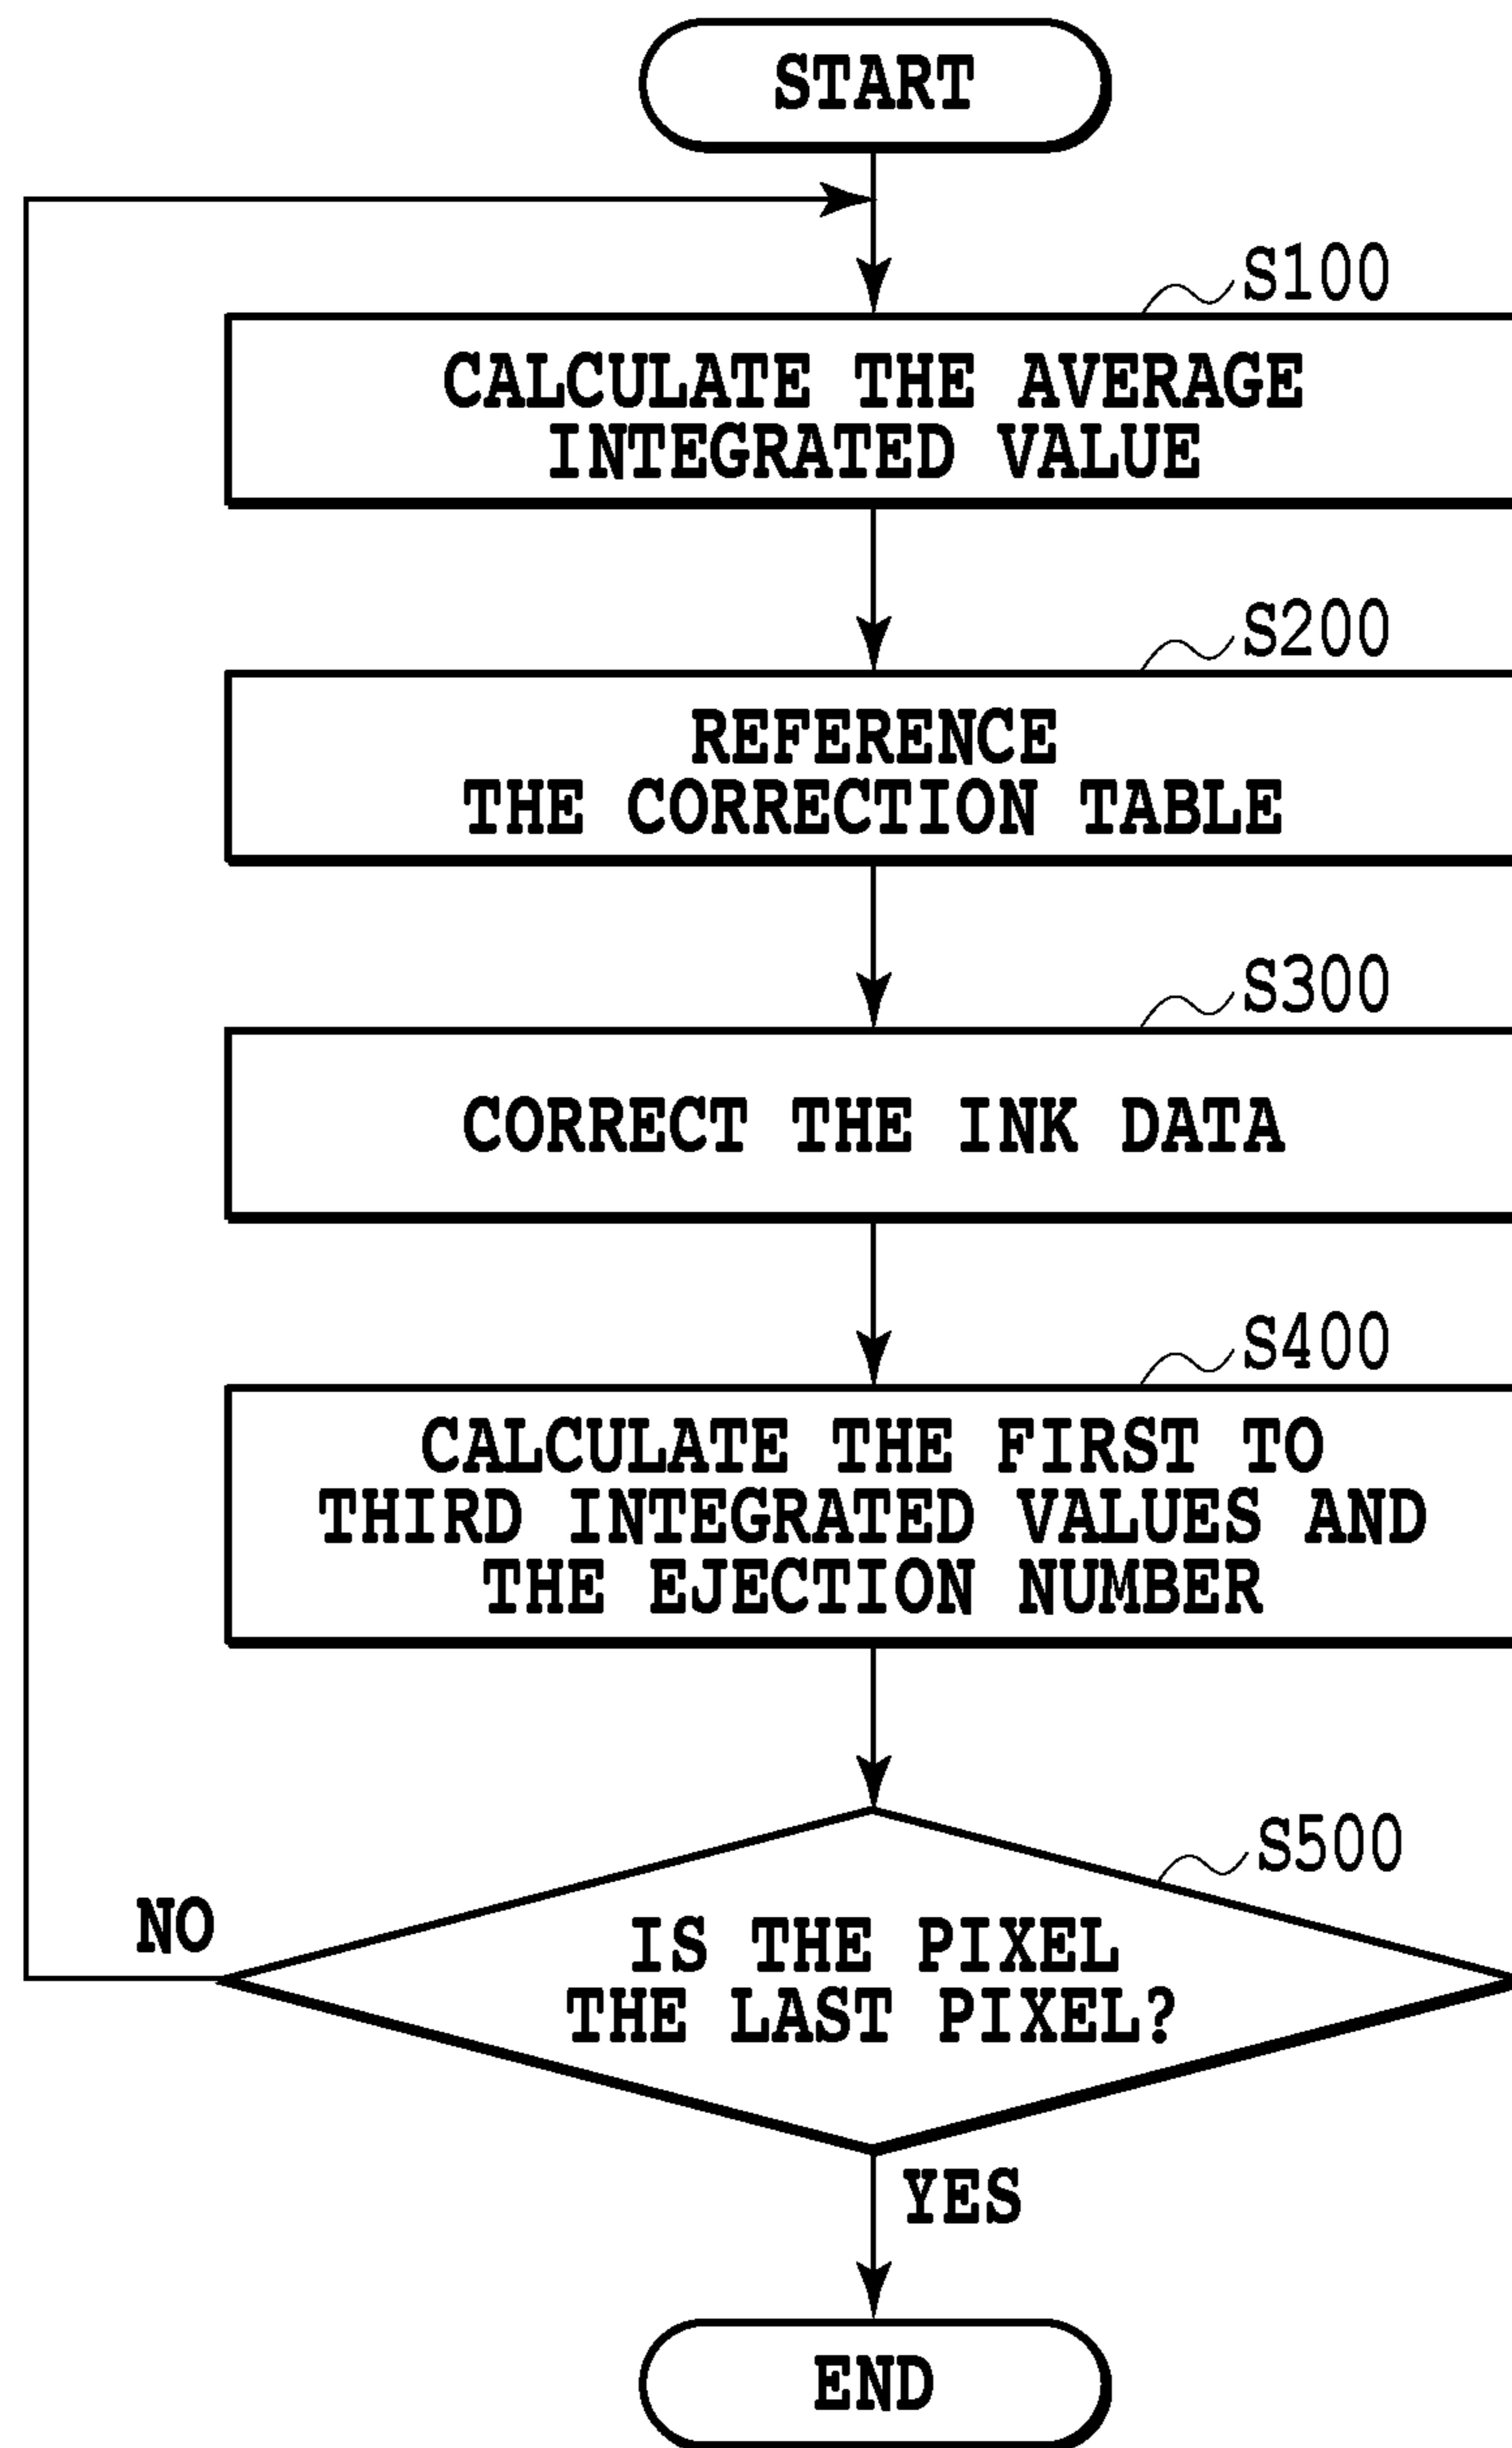 START
S100
CALCULATE THE AVERAGE
INTEGRATED VALUE
S200
REFERENCE
THE CORRECTION TABLE
S300
CORRECT THE INK DATA
S400
CALCULATE THE FIRST TO
THIRD INTEGRATED VALUES AND
THE EJECTION NUMBER
S500
NO
IS THE PIXEL
THE LAST PIXEL?
YES
END